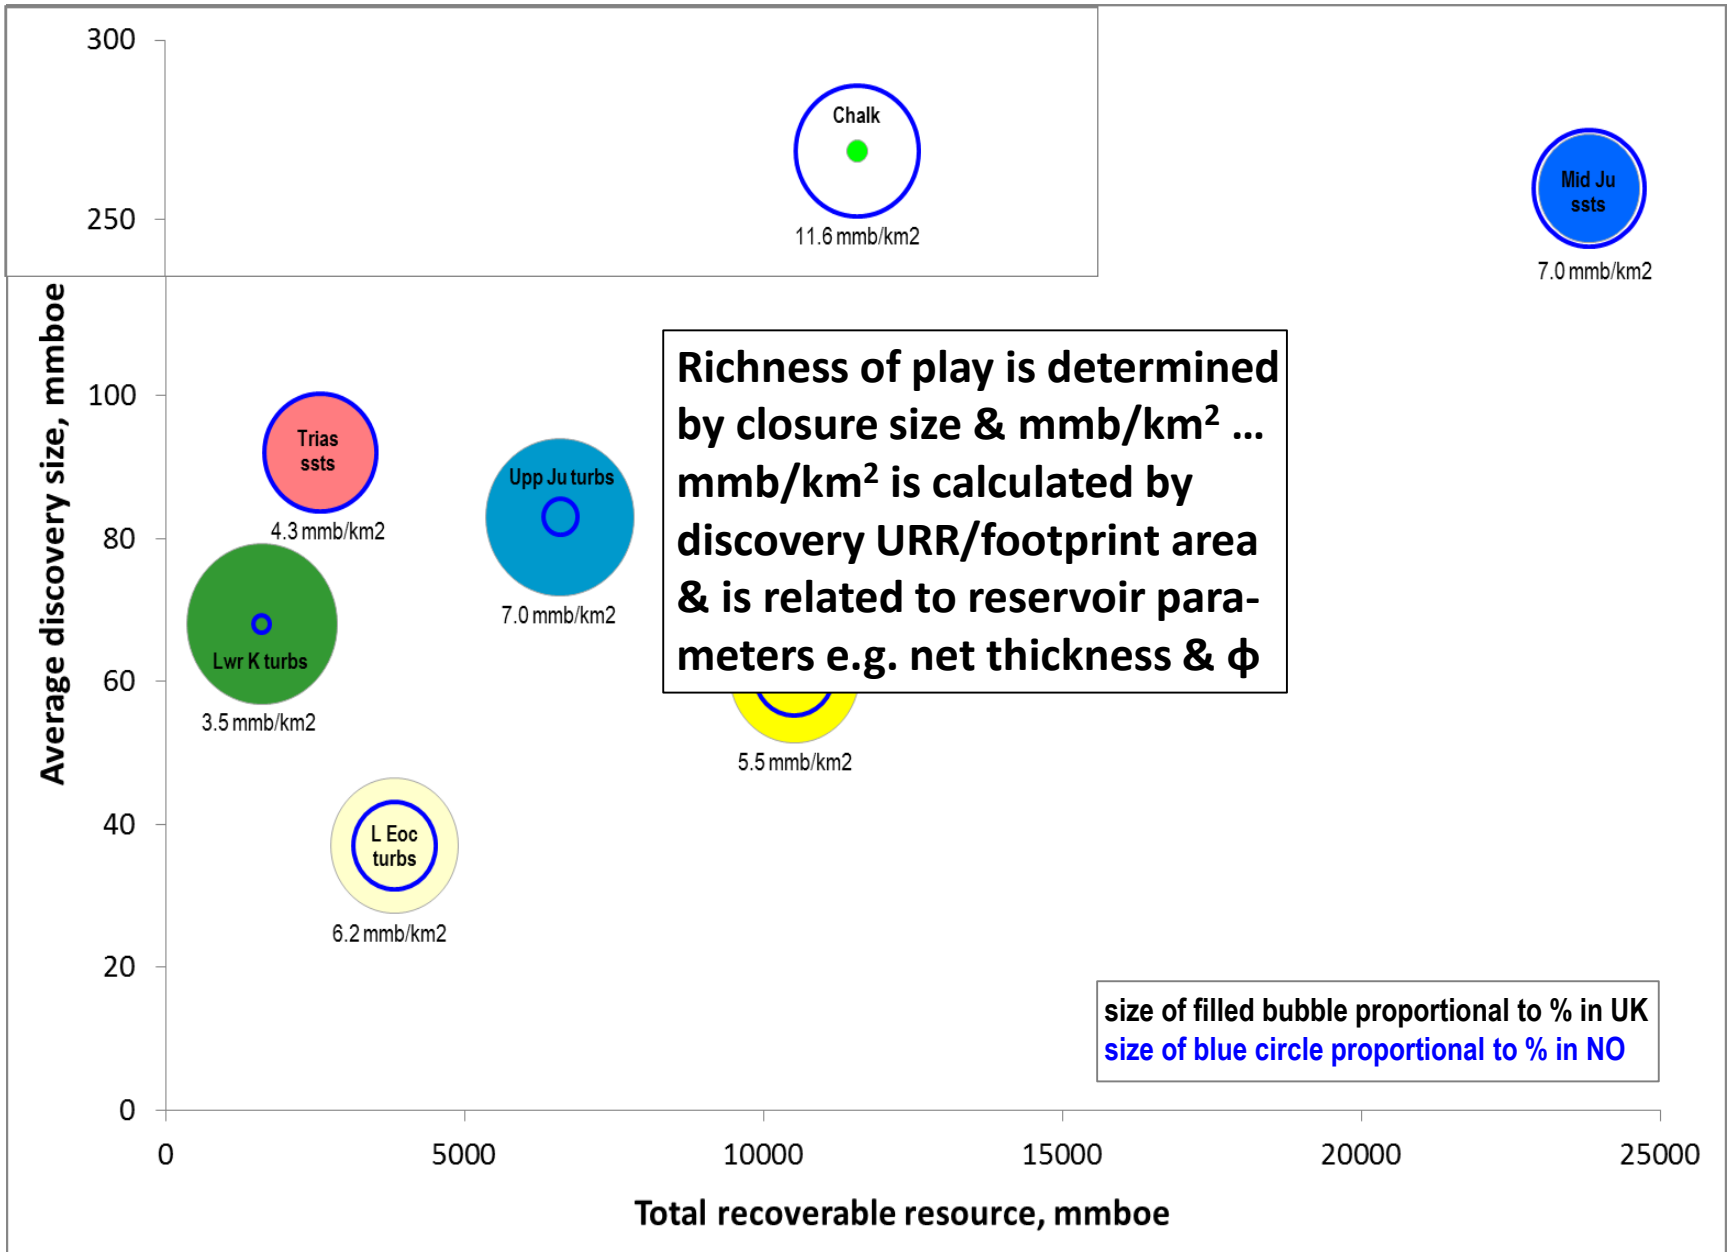 300
Chalk
Mid Ju
ssts
250
11.6 mmb/km2
7.0 mmb/km2
Average discovery size, mmboe
Richness of play is determined
by closure size & mmb/km² ...
mmb/km² is calculated by
discovery URR/footprint area
& is related to reservoir para-
meters e.g. net thickness & φ
100
Trias
ssts
Upp Ju turbs
4.3 mmb/km2
80
7.0 mmb/km2
Lwr K turbs
60
3.5 mmb/km2
5.5 mmb/km2
40
L Eoc
turbs
6.2 mmb/km2
20
size of filled bubble proportional to % in UK
size of blue circle proportional to % in NO
0
0 5000 10000 15000 20000 25000
Total recoverable resource, mmboe